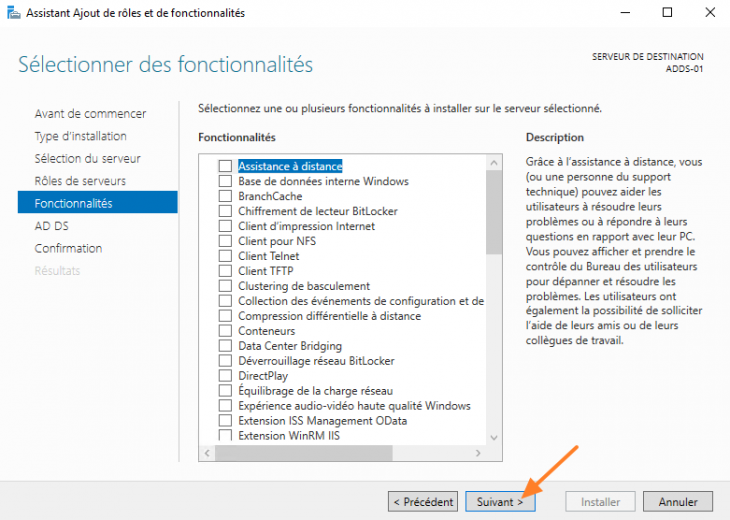 Assistant Ajout de rôles et de fonctionnalités
Sélectionner des fonctionnalités
SERVEUR DE DESTINATION
ADDS-01
Avant de commencer
Type d'installation
Sélection du serveur
Rôles de serveurs
Fonctionnalités
AD DS
Confirmation
Résultats
Sélectionnez une ou plusieurs fonctionnalités à installer sur le serveur sélectionné.
Fonctionnalités
Assistance à distance
Base de données interne Windows
BranchCache
Chiffrement de lecteur BitLocker
Client d'impression Internet
Client pour NFS
Client Telnet
Client TFTP
Clustering de basculement
Collection des événements de configuration et de
Compression différentielle à distance
Conteneurs
Data Center Bridging
Déverrouillage réseau BitLocker
DirectPlay
Équilibrage de la charge réseau
Expérience audio-vidéo haute qualité Windows
Extension ISS Management OData
Extension WinRM IIS
Description
Grâce à l'assistance à distance, vous
(ou une personne du support
technique) pouvez aider les
utilisateurs à résoudre leurs
problèmes ou à répondre à leurs
questions en rapport avec leur PC.
Vous pouvez afficher et prendre le
contrôle du Bureau des utilisateurs
pour dépanner et résoudre les
problèmes. Les utilisateurs ont
également la possibilité de solliciter
l'aide de leurs amis ou de leurs
collègues de travail.
< Précédent
Suivant >
Installer
Annuler